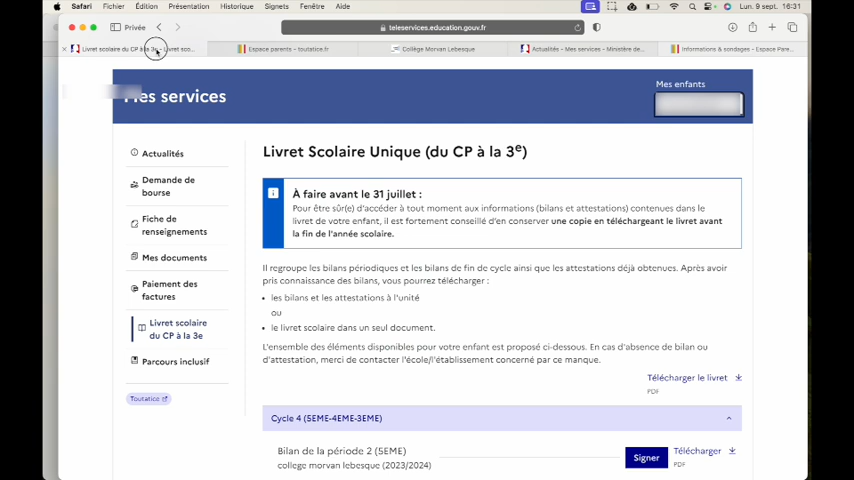 Safari Fichier Édition Présentation Historique Signets Fenêtre Aide Lun. 9 sept. 16:31
Privée teleservices.education.gouv.fr
Livret scolaire du CP à la 3e - Livret sco... Espace parents - toutatice.fr Collège Morvan Lebesque Actualités - Mes services - Ministère de... Informations & sondages - Espace Par...
Mes services
Mes enfants
Actualités
Demande de
bourse
Fiche de
renseignements
Mes documents
Paiement des
factures
Livret scolaire
du CP à la 3e
Parcours inclusif
Toutatice
Livret Scolaire Unique (du CP à la 3e)
À faire avant le 31 juillet :
Pour être sûr(e) d'accéder à tout moment aux informations (bilans et attestations) contenues dans le
livret de votre enfant, il est fortement conseillé d'en conserver une copie en téléchargeant le livret avant
la fin de l'année scolaire.
Il regroupe les bilans périodiques et les bilans de fin de cycle ainsi que les attestations déjà obtenues. Après avoir
pris connaissance des bilans, vous pourrez télécharger :
• les bilans et les attestations à l'unité
ou
• le livret scolaire dans un seul document.
L'ensemble des éléments disponibles pour votre enfant est proposé ci-dessous. En cas d'absence de bilan ou
d'attestation, merci de contacter l'école/l'établissement concerné par ce manque.
Télécharger le livret
PDF
Cycle 4 (5EME-4EME-3EME)
Bilan de la période 2 (5EME)
college morvan lebesque (2023/2024)
Signer
Télécharger
PDF